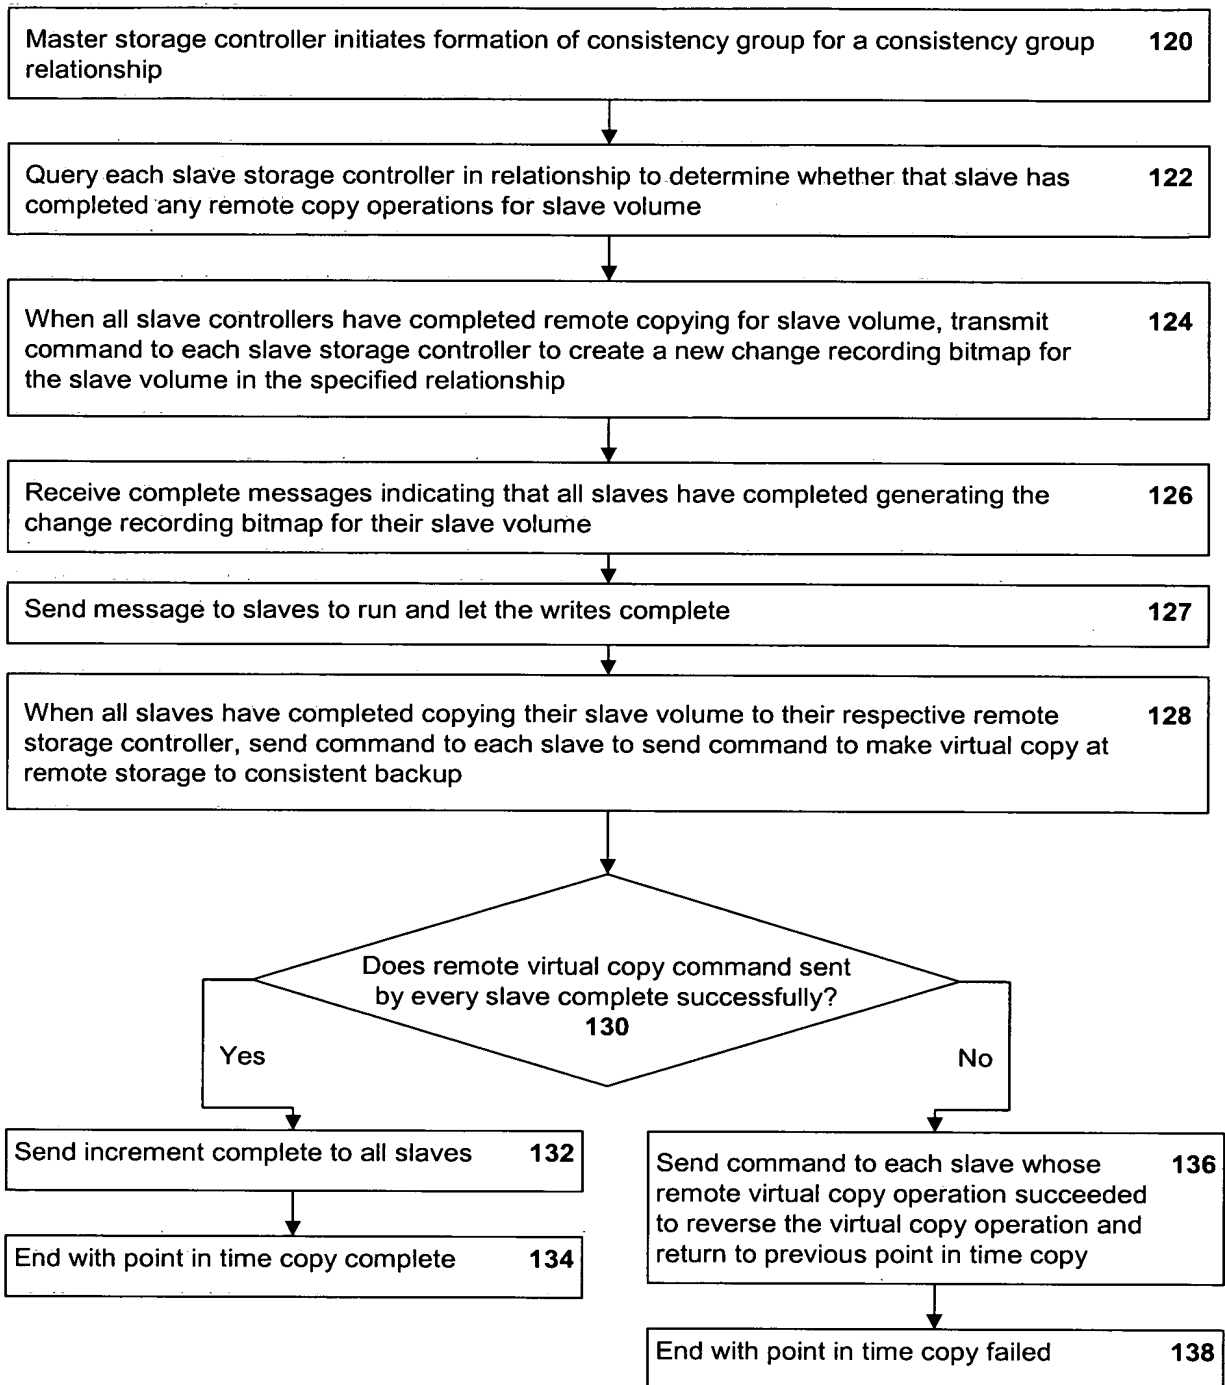 Master storage controller initiates formation of consistency group for a consistency group 120
relationship
Query each slave storage controller in relationship to determine whether that slave has 122
completed any remote copy operations for slave volume
When all slave controllers have completed remote copying for slave volume, transmit 124
command to each slave storage controller to create a new change recording bitmap for
the slave volume in the specified relationship
Receive complete messages indicating that all slaves have completed generating the 126
change recording bitmap for their slave volume
Send message to slaves to run and let the writes complete 127
When all slaves have completed copying their slave volume to their respective remote 128
storage controller, send command to each slave to send command to make virtual copy at
remote storage to consistent backup
Does remote virtual copy command sent
by every slave complete successfully?
130
Yes
No
Send increment complete to all slaves 132
End with point in time copy complete 134
Send command to each slave whose 136
remote virtual copy operation succeeded
to reverse the virtual copy operation and
return to previous point in time copy
End with point in time copy failed 138